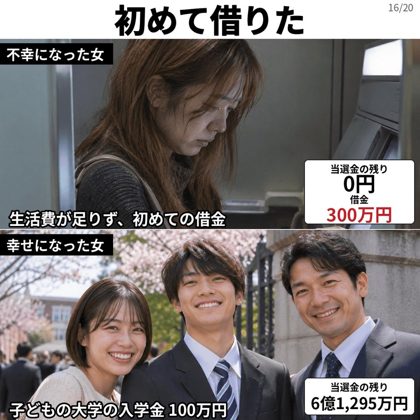 初めて借りた
16/20
不幸になった女
当選金の残り
0円
借金
300万円
生活費が足りず、初めての借金
幸せになった女
当選金の残り
6億1,295万円
子どもの大学の入学金 100万円